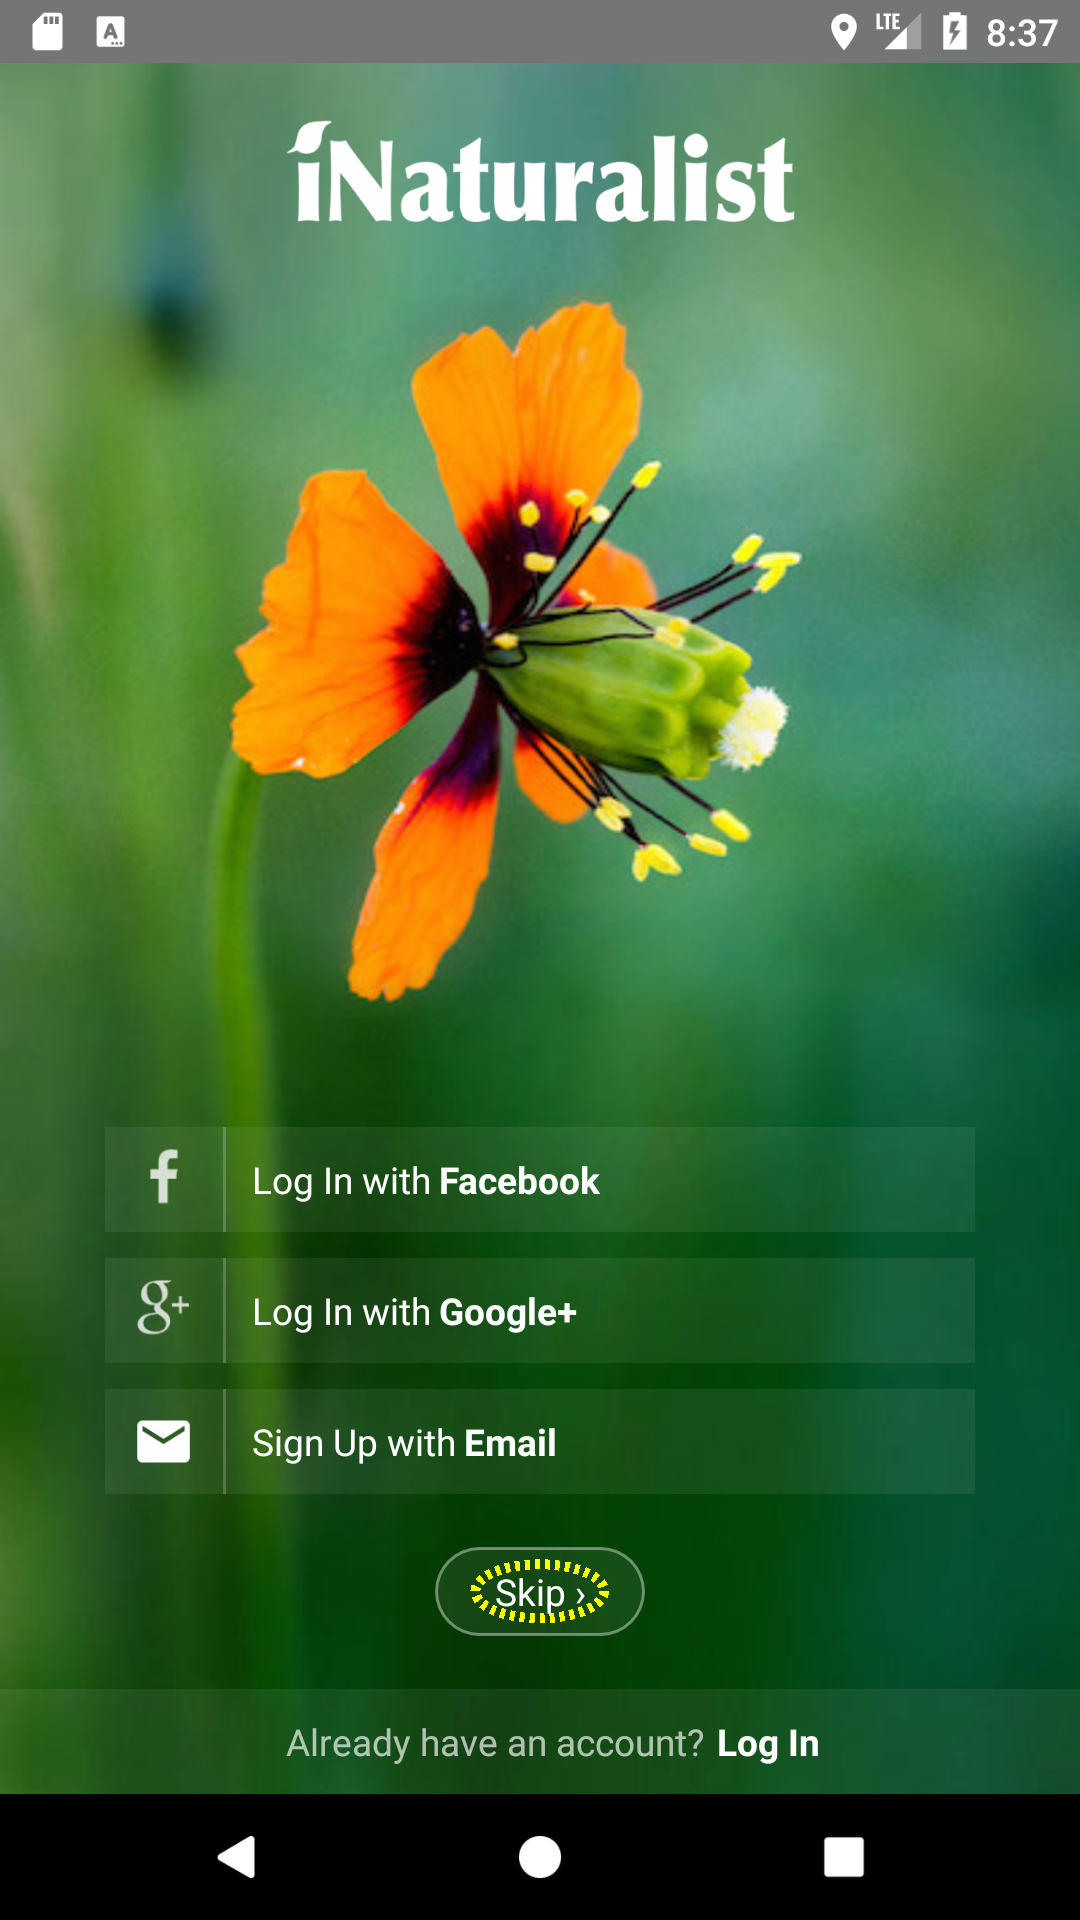 LTE 8:37
iNaturalist
Log In with Facebook
g+ Log In with Google+
Sign Up with Email
Skip ›
Already have an account? Log In